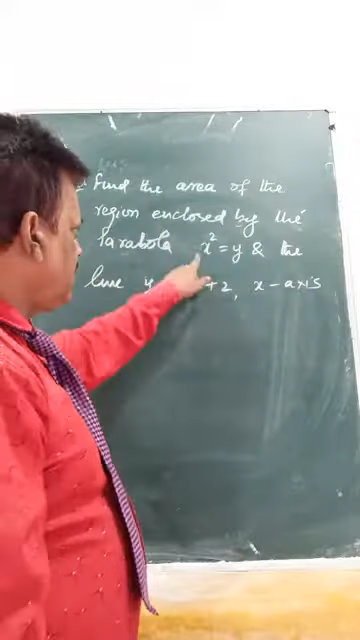 Find the area of the
region enclosed by the
Parabola x² = y & the
line y + 2, x - axis